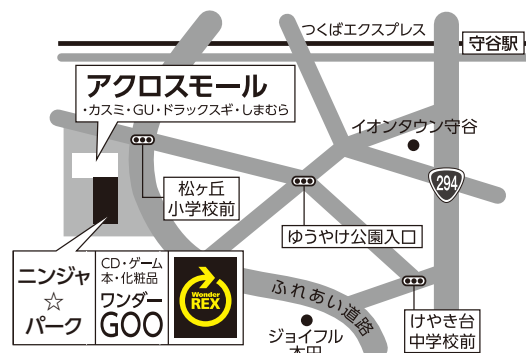 つくばエクスプレス
守谷駅
アクロスモール
・カスミ・GU・ドラックスギ・しまむら
イオンタウン守谷
294
松ヶ丘
小学校前
ゆうやけ公園入口
ニンジャ
☆
パーク
CD・ゲーム
本・化粧品
ワンダー
GOO
Wonder
REX
ふれあい道路
ジョイフル
本田
けやき台
中学校前